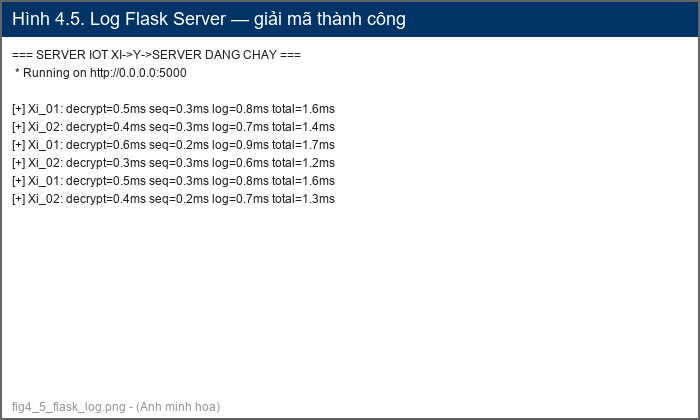 Hình 4.5. Log Flask Server — giải mã thành công
=== SERVER IOT XI->Y->SERVER DANG CHAY ===
* Running on http://0.0.0.0:5000
[+] Xi_01: decrypt=0.5ms seq=0.3ms log=0.8ms total=1.6ms
[+] Xi_02: decrypt=0.4ms seq=0.3ms log=0.7ms total=1.4ms
[+] Xi_01: decrypt=0.6ms seq=0.2ms log=0.9ms total=1.7ms
[+] Xi_02: decrypt=0.3ms seq=0.3ms log=0.6ms total=1.2ms
[+] Xi_01: decrypt=0.5ms seq=0.3ms log=0.8ms total=1.6ms
[+] Xi_02: decrypt=0.4ms seq=0.2ms log=0.7ms total=1.3ms
fig4_5_flask_log.png - (Anh minh hoa)